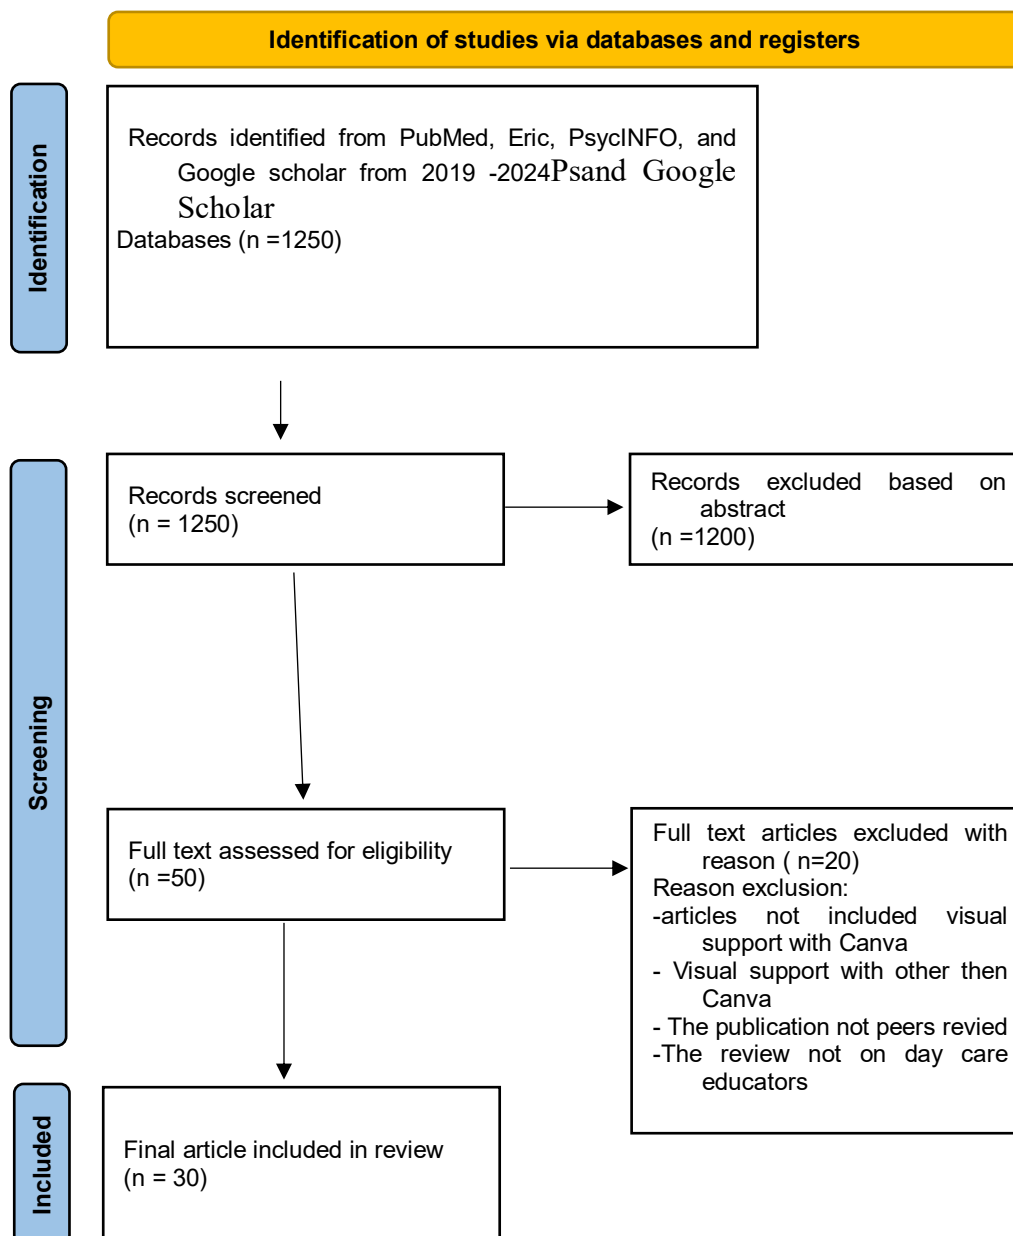 Identification of studies via databases and registers
Identification
Records identified from PubMed, Eric, PsycINFO, and
Google scholar from 2019 -2024Psand Google
Scholar
Databases (n =1250)
Screening
Records screened
(n = 1250)
Records excluded based on
abstract
(n =1200)
Full text assessed for eligibility
(n =50)
Full text articles excluded with
reason ( n=20)
Reason exclusion:
-articles not included visual
support with Canva
- Visual support with other then
Canva
- The publication not peers revied
-The review not on day care
educators
Included
Final article included in review
(n = 30)